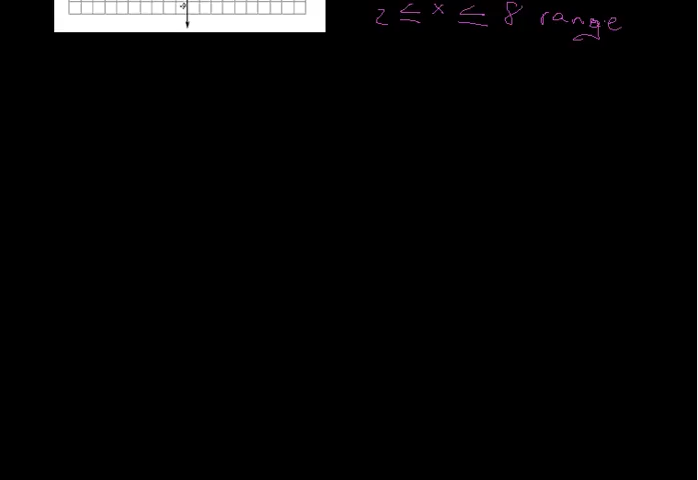 2 ≤ x ≤ 8 range